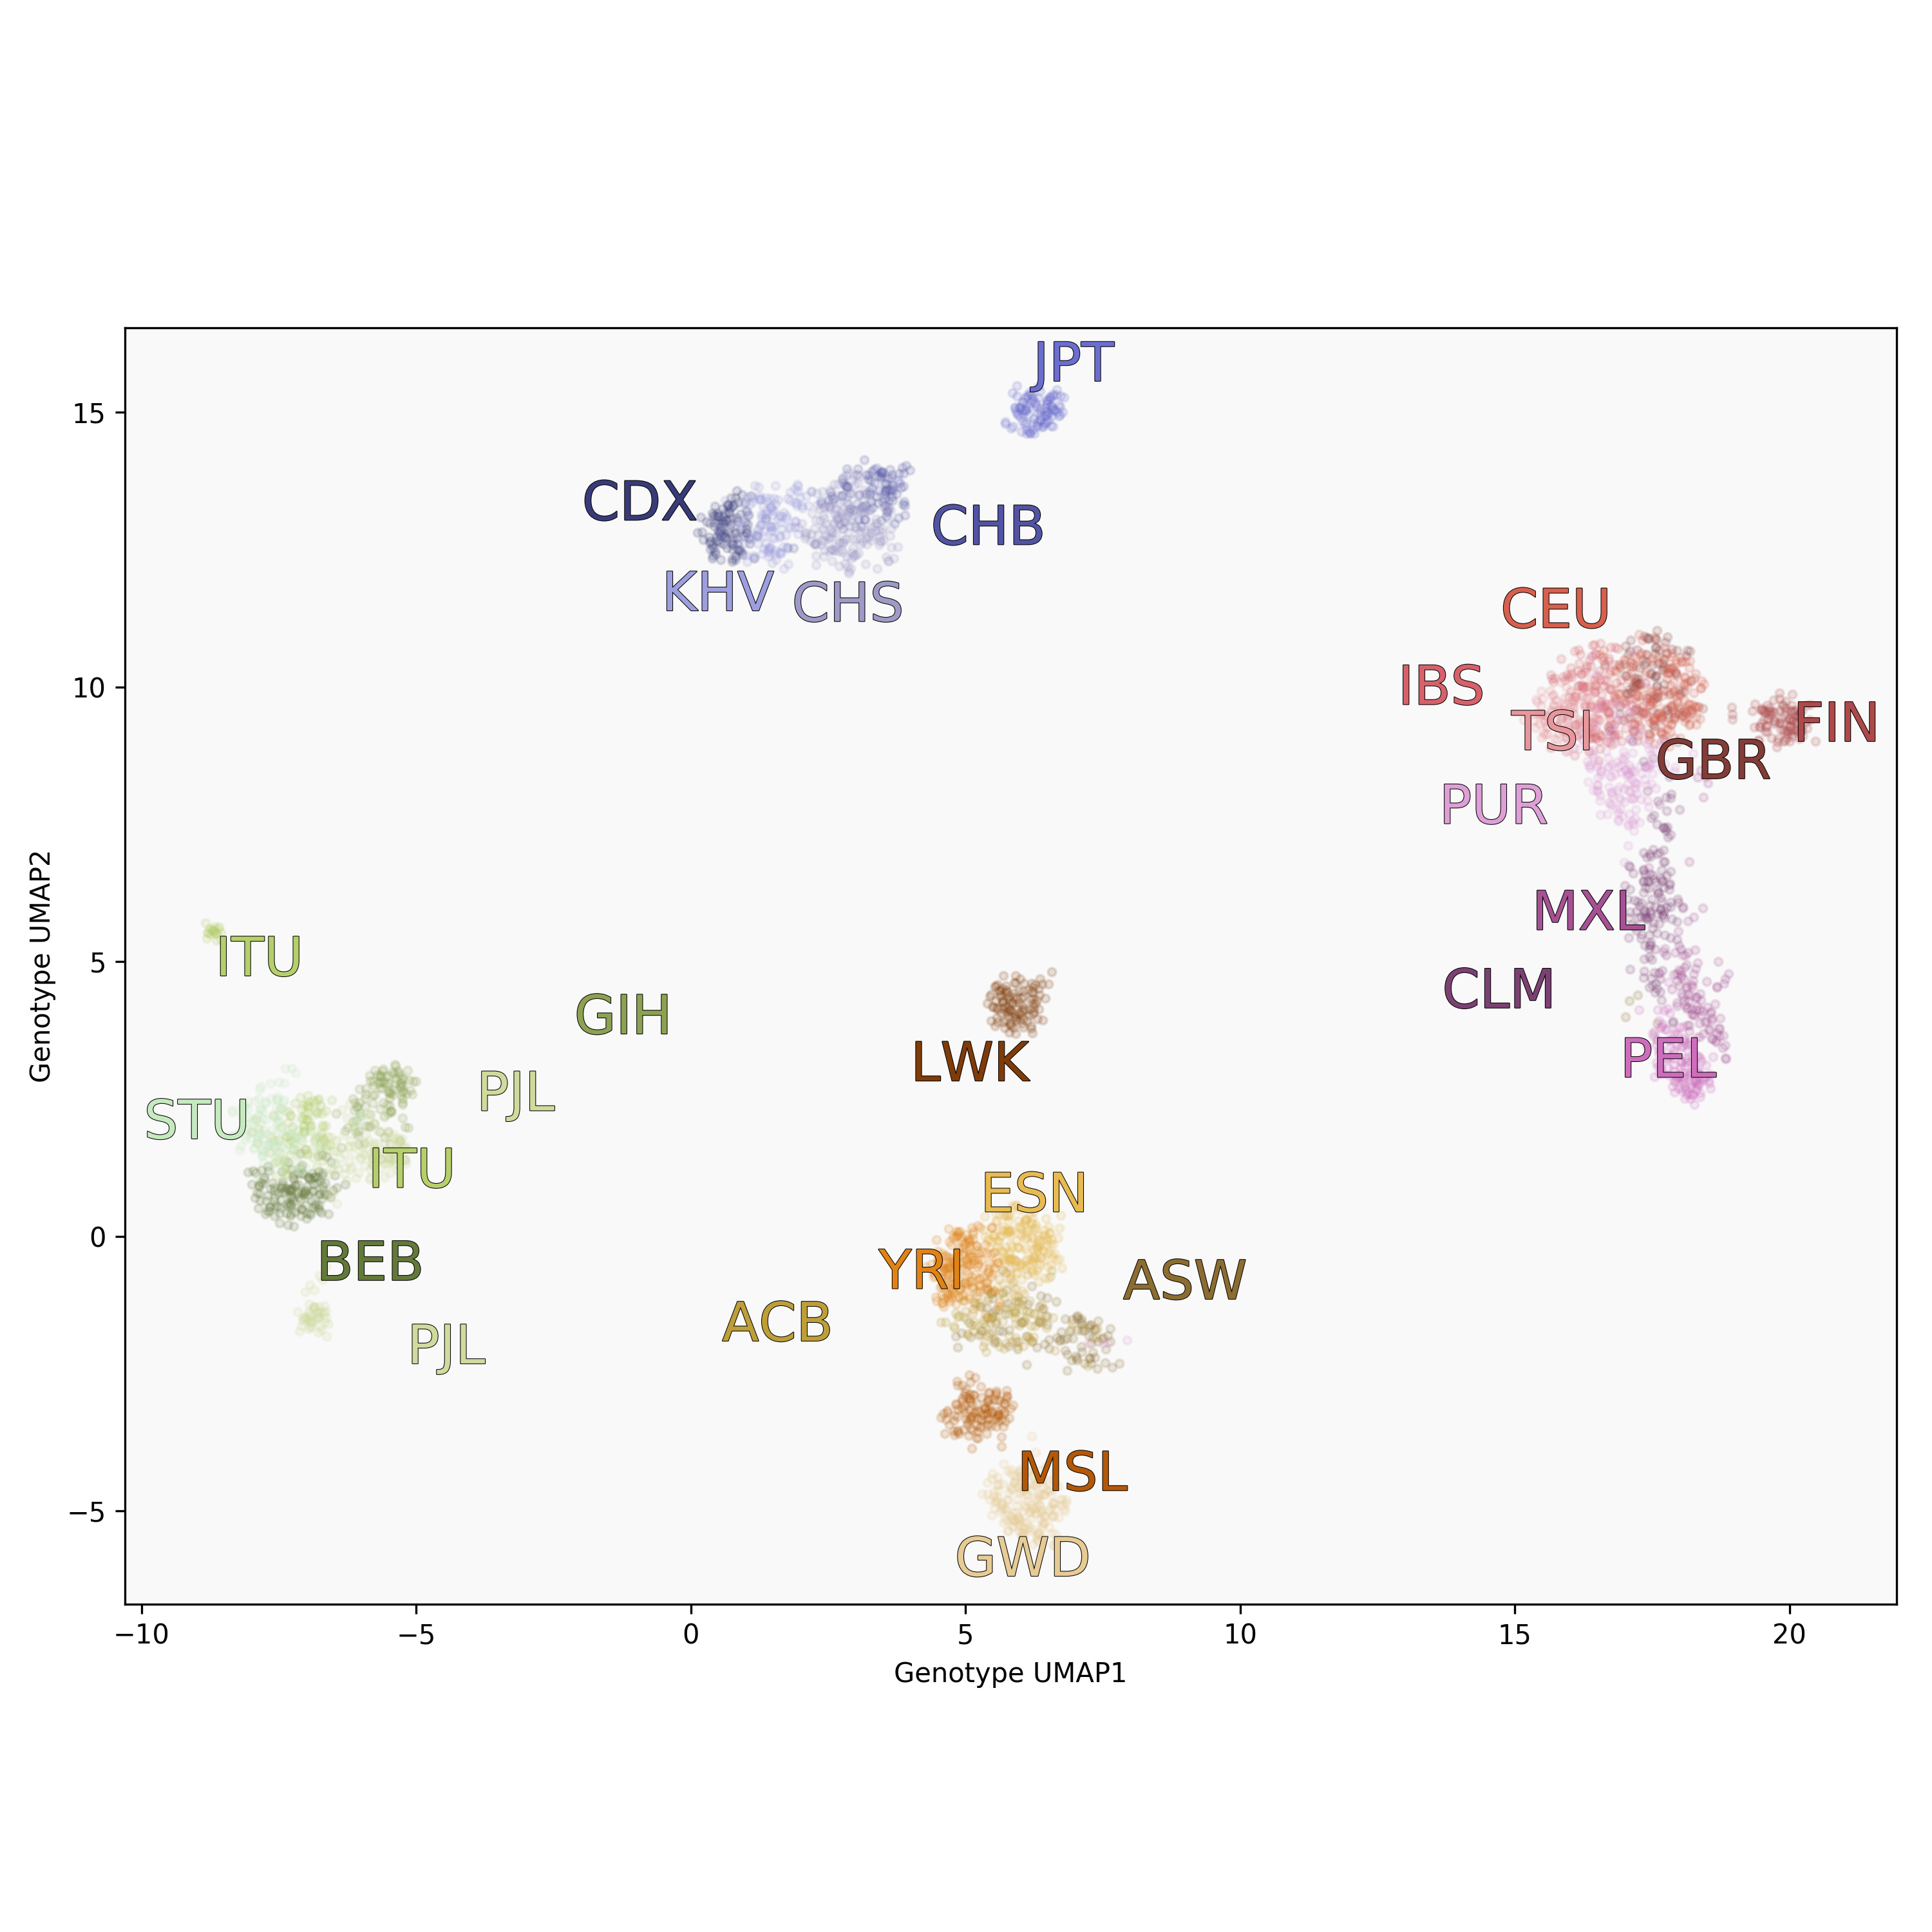 JPT
15
CDX
CHB
KHV
CHS
CEU
IBS
10
TSI
FIN
GBR
PUR
MXL
ITU
5
CLM
GIH
LWK
PEL
PJL
STU
ITU
ESN
0
BEB
YRI
ASW
ACB
PJL
MSL
−5
GWD
−10
−5
0
5
10
15
20
Genotype UMAP1
Genotype UMAP2